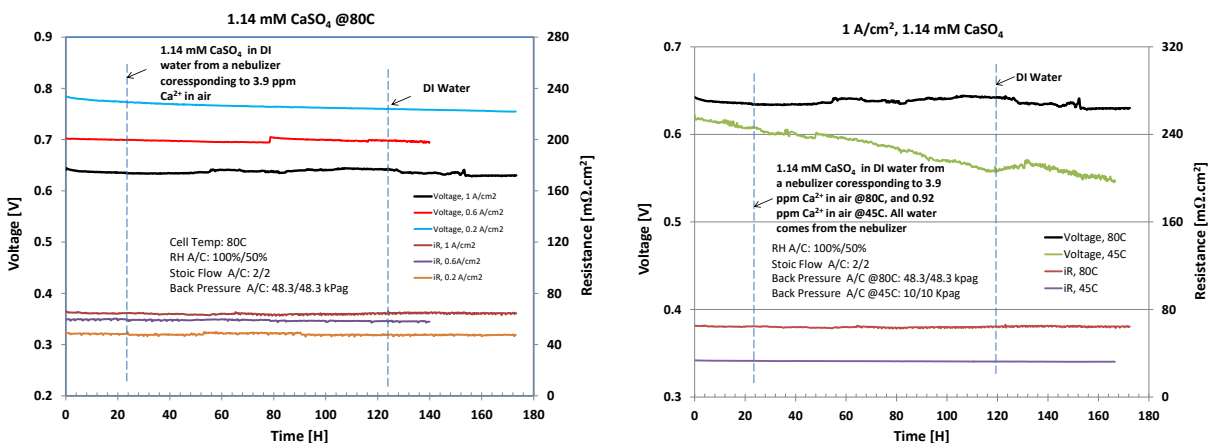 1.14 mM CaSO4 @80C
0.9
0.8
0.7
0.6
0.5
0.4
0.3
0.2
Voltage [V]
280
240
200
160
120
80
40
0
Resistance [mΩ.cm²]
1.14 mM CaSO4 in DI
water from a nebulizer
coressponding to 3.9 ppm
Ca2+ in air
DI Water
Voltage, 1 A/cm2
Voltage, 0.6 A/cm2
Voltage, 0.2 A/cm2
iR, 1 A/cm2
iR, 0.6A/cm2
iR, 0.2 A/cm2
Cell Temp: 80C
RH A/C: 100%/50%
Stoic Flow A/C: 2/2
Back Pressure A/C: 48.3/48.3 kPag
0 20 40 60 80 100 120 140 160 180
Time [H]
1 A/cm², 1.14 mM CaSO4
0.7
0.6
0.5
0.4
0.3
Voltage [V]
320
240
160
80
0
Resistance [mΩ.cm²]
DI Water
1.14 mM CaSO4 in DI water from
a nebulizer coresponding to 3.9
ppm Ca2+ in air @80C, and 0.92
ppm Ca2+ in air @45C. All water
comes from the nebulizer
RH A/C: 100%/50%
Stoic Flow A/C: 2/2
Back Pressure A/C @80C: 48.3/48.3 kpag
Back Pressure A/C @45C: 10/10 Kpag
Voltage, 80C
Voltage, 45C
iR, 80C
iR, 45C
0 20 40 60 80 100 120 140 160 180
Time [H]